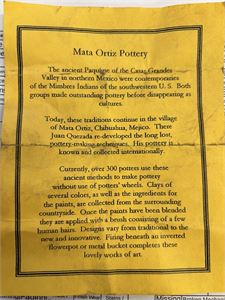 Mata Ortiz Pottery
The ancient Paquime of the Casas Grandes
Valley in northern Mexico were contemporaries
of the Mimbres Indians of the southwestern U.S. Both
groups made outstanding pottery before disappearing as
cultures.
Today, these traditions continue in the village
of Mata Ortiz, Chihuahua, Mejico. There
Juan Quezada re-developed the long lost,
pottery-making techniques. His pottery is
known and collected internationally.
Currently, over 300 potters use these
ancient methods to make pottery
without use of potters' wheels. Clays of
several colors, as well as the ingredients for
the paints, are collected from the surrounding
countryside. Once the paints have been blended
they are applied with a brush consisting of a few
human hairs. Designs vary from traditional to the
new and innovative. Firing beneath an inverted
flowerpot or metal bucket completes these
lovely works of art.